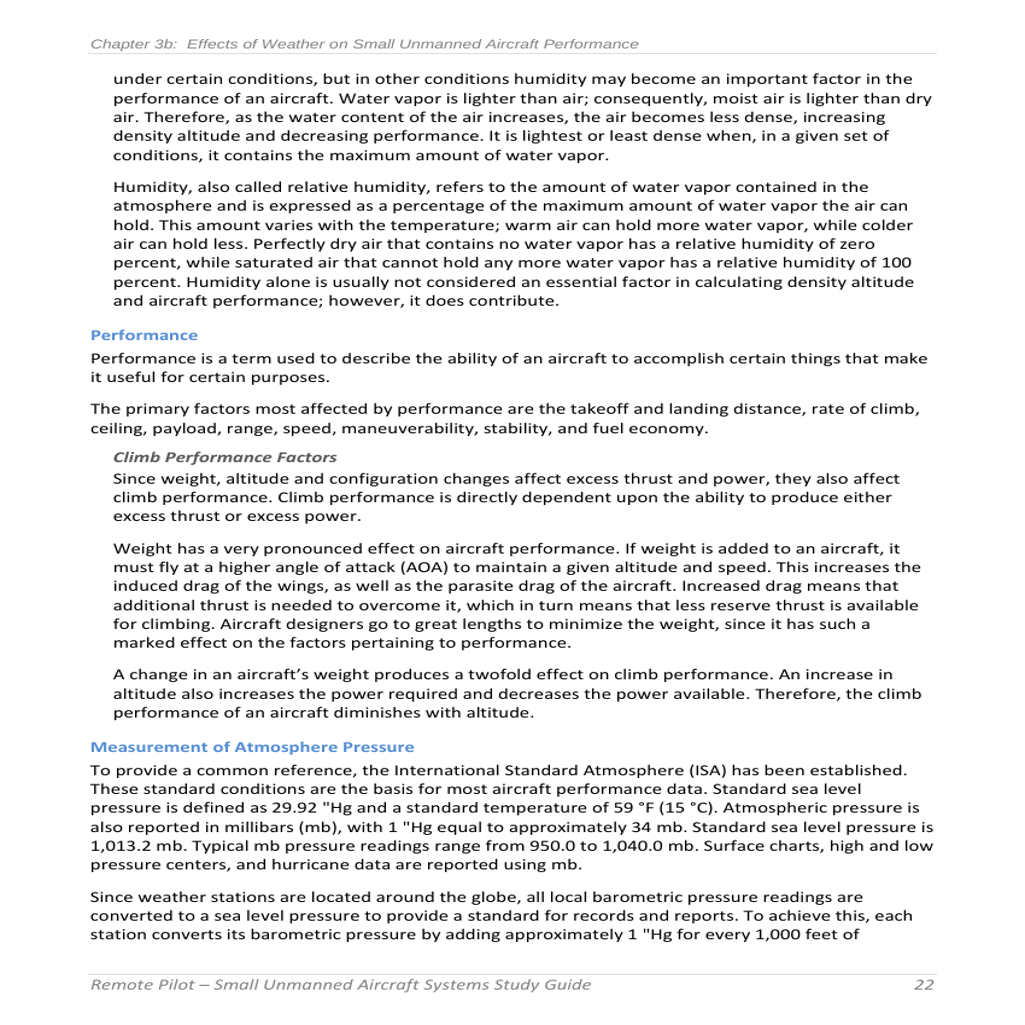 Chapter 3b:  Effects of Weather on Small Unmanned Aircraft Performance
under certain conditions, but in other conditions humidity may become an important factor in the
performance of an aircraft. Water vapor is lighter than air; consequently, moist air is lighter than dry
air. Therefore, as the water content of the air increases, the air becomes less dense, increasing
density altitude and decreasing performance. It is lightest or least dense when, in a given set of
conditions, it contains the maximum amount of water vapor.
Humidity, also called relative humidity, refers to the amount of water vapor contained in the
atmosphere and is expressed as a percentage of the maximum amount of water vapor the air can
hold. This amount varies with the temperature; warm air can hold more water vapor, while colder
air can hold less. Perfectly dry air that contains no water vapor has a relative humidity of zero
percent, while saturated air that cannot hold any more water vapor has a relative humidity of 100
percent. Humidity alone is usually not considered an essential factor in calculating density altitude
and aircraft performance; however, it does contribute.
Performance
Performance is a term used to describe the ability of an aircraft to accomplish certain things that make
it useful for certain purposes.
The primary factors most affected by performance are the takeoff and landing distance, rate of climb,
ceiling, payload, range, speed, maneuverability, stability, and fuel economy.
Climb Performance Factors
Since weight, altitude and configuration changes affect excess thrust and power, they also affect
climb performance. Climb performance is directly dependent upon the ability to produce either
excess thrust or excess power.
Weight has a very pronounced effect on aircraft performance. If weight is added to an aircraft, it
must fly at a higher angle of attack (AOA) to maintain a given altitude and speed. This increases the
induced drag of the wings, as well as the parasite drag of the aircraft. Increased drag means that
additional thrust is needed to overcome it, which in turn means that less reserve thrust is available
for climbing. Aircraft designers go to great lengths to minimize the weight, since it has such a
marked effect on the factors pertaining to performance.
A change in an aircraft’s weight produces a twofold effect on climb performance. An increase in
altitude also increases the power required and decreases the power available. Therefore, the climb
performance of an aircraft diminishes with altitude.
Measurement of Atmosphere Pressure
To provide a common reference, the International Standard Atmosphere (ISA) has been established.
These standard conditions are the basis for most aircraft performance data. Standard sea level
pressure is defined as 29.92 "Hg and a standard temperature of 59 °F (15 °C). Atmospheric pressure is
also reported in millibars (mb), with 1 "Hg equal to approximately 34 mb. Standard sea level pressure is
1,013.2 mb. Typical mb pressure readings range from 950.0 to 1,040.0 mb. Surface charts, high and low
pressure centers, and hurricane data are reported using mb.
Since weather stations are located around the globe, all local barometric pressure readings are
converted to a sea level pressure to provide a standard for records and reports. To achieve this, each
station converts its barometric pressure by adding approximately 1 "Hg for every 1,000 feet of
Remote Pilot – Small Unmanned Aircraft Systems Study Guide 22